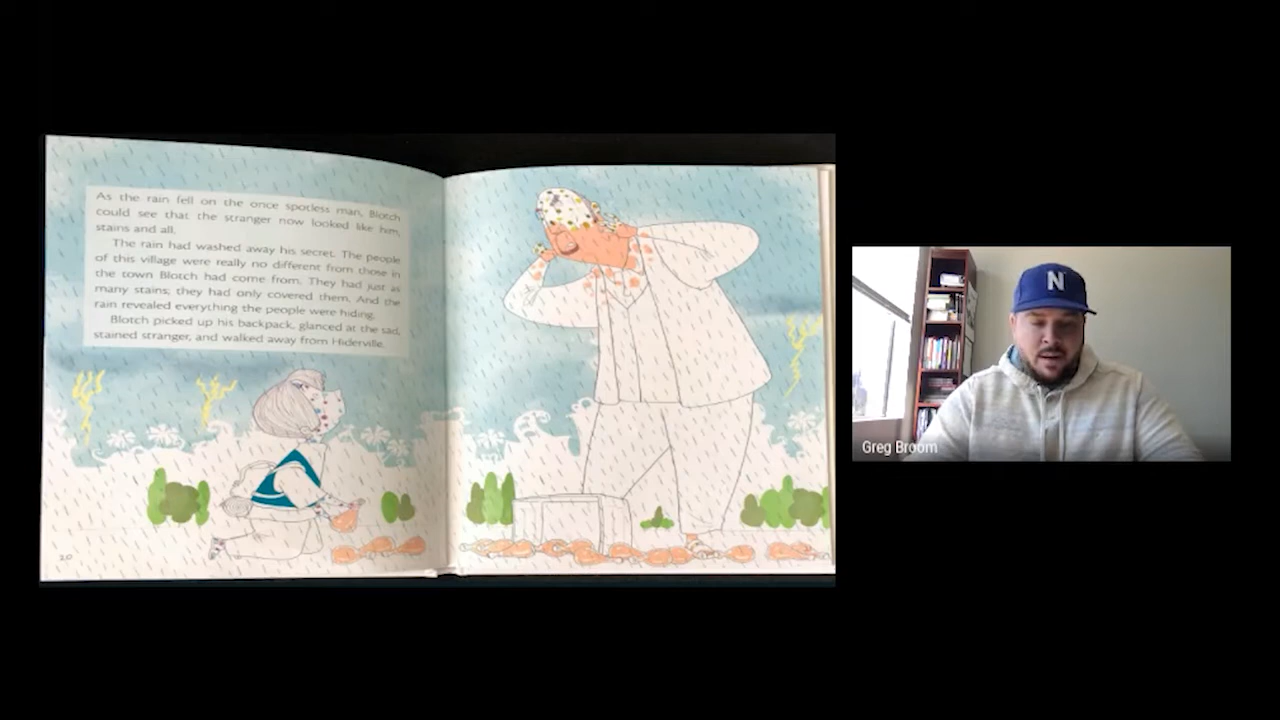 As the rain fell on the once spotless man, Blotch
could see that the stranger now looked like him,
stains and all.
The rain had washed away his secret. The people
of this village were really no different from those in
the town Blotch had come from. They had just as
many stains; they had only covered them. And the
rain revealed everything the people were hiding.
Blotch picked up his backpack, glanced at the sad,
stained stranger, and walked away from Hiderville.
20
N
Greg Broom